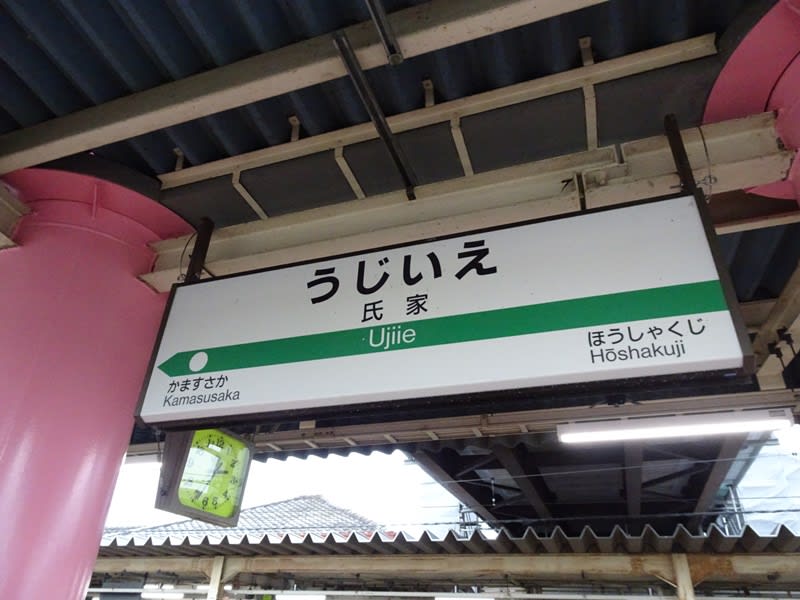 うじいえ
氏家
Ujiie
かますさか
Kamasusaka
ほうしゃくじ
Hōshakuji